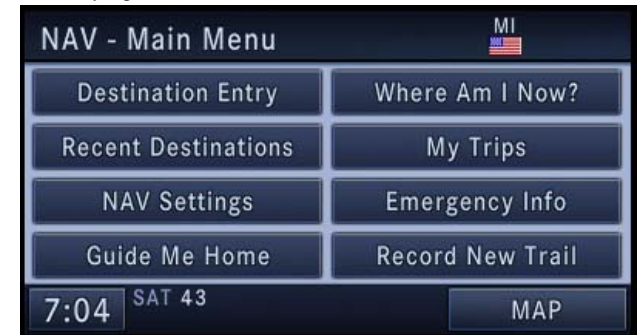 NAV - Main Menu
MI
Destination Entry
Where Am I Now?
Recent Destinations
My Trips
NAV Settings
Emergency Info
Guide Me Home
Record New Trail
7:04
SAT 43
MAP